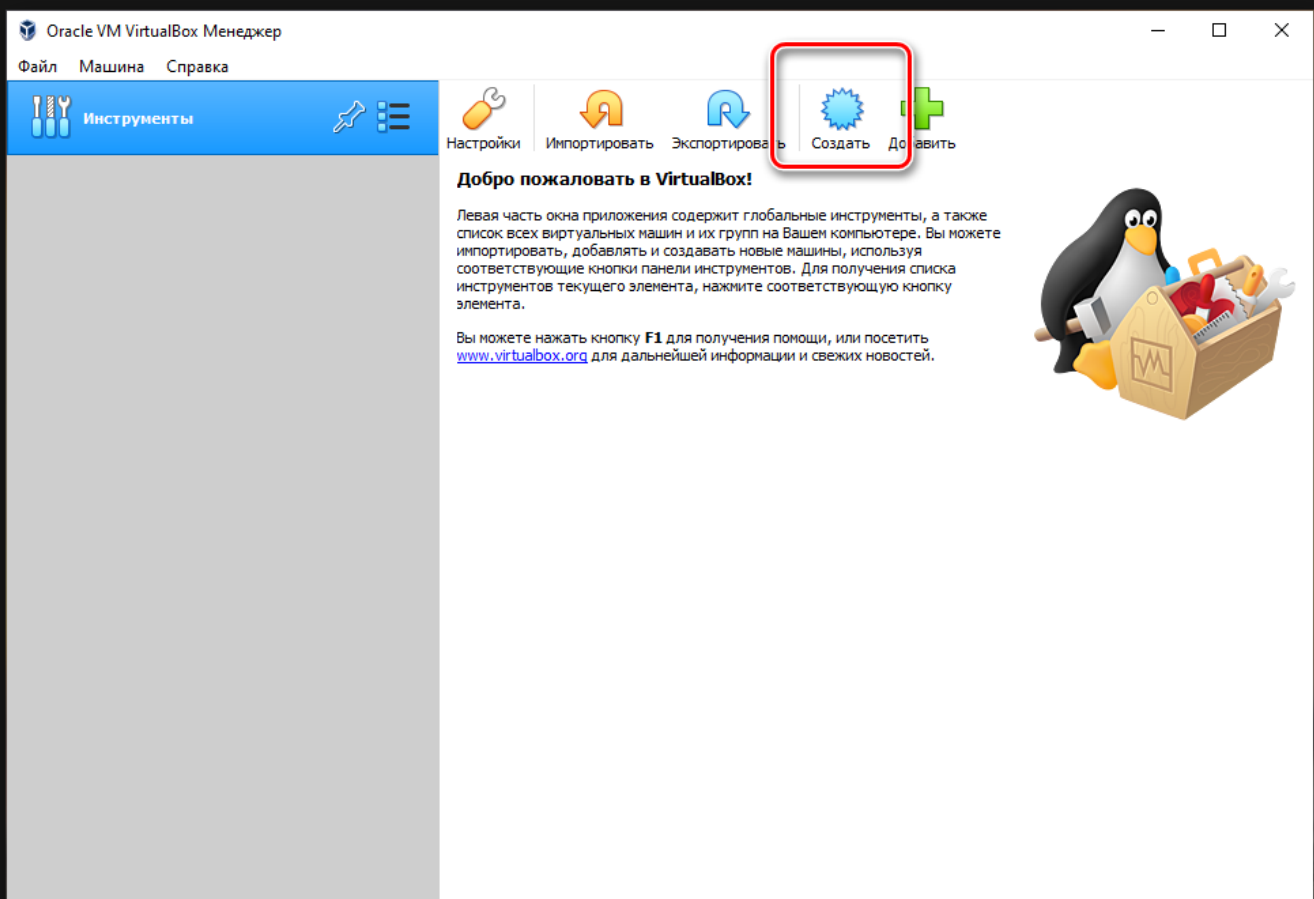 Oracle VM VirtualBox Менеджер
Файл Машина Справка
Инструменты
Настройки Импортировать Экспортировать Создать Добавить
Добро пожаловать в VirtualBox!
Левая часть окна приложения содержит глобальные инструменты, а также
список всех виртуальных машин и их групп на Вашем компьютере. Вы можете
импортировать, добавлять и создавать новые машины, используя
соответствующие кнопки панели инструментов. Для получения списка
инструментов текущего элемента, нажмите соответствующую кнопку
элемента.
Вы можете нажать кнопку F1 для получения помощи, или посетить
www.virtualbox.org для дальнейшей информации и свежих новостей.